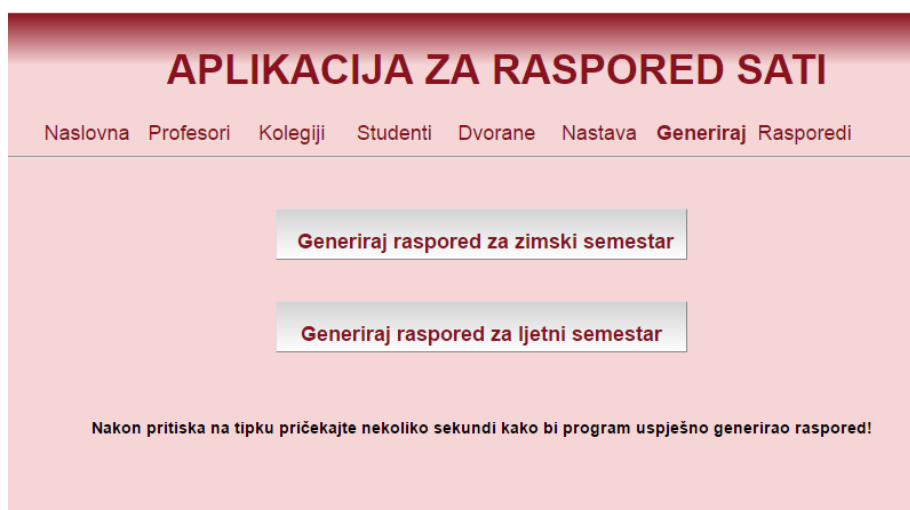 APLIKACIJA ZA RASPORED SATI
Naslovna Profesori Kolegiji Studenti Dvorane Nastava Generiraj Rasporedi
Generiraj raspored za zimski semestar
Generiraj raspored za ljetni semestar
Nakon pritiska na tipku pričekajte nekoliko sekundi kako bi program uspješno generirao raspored!